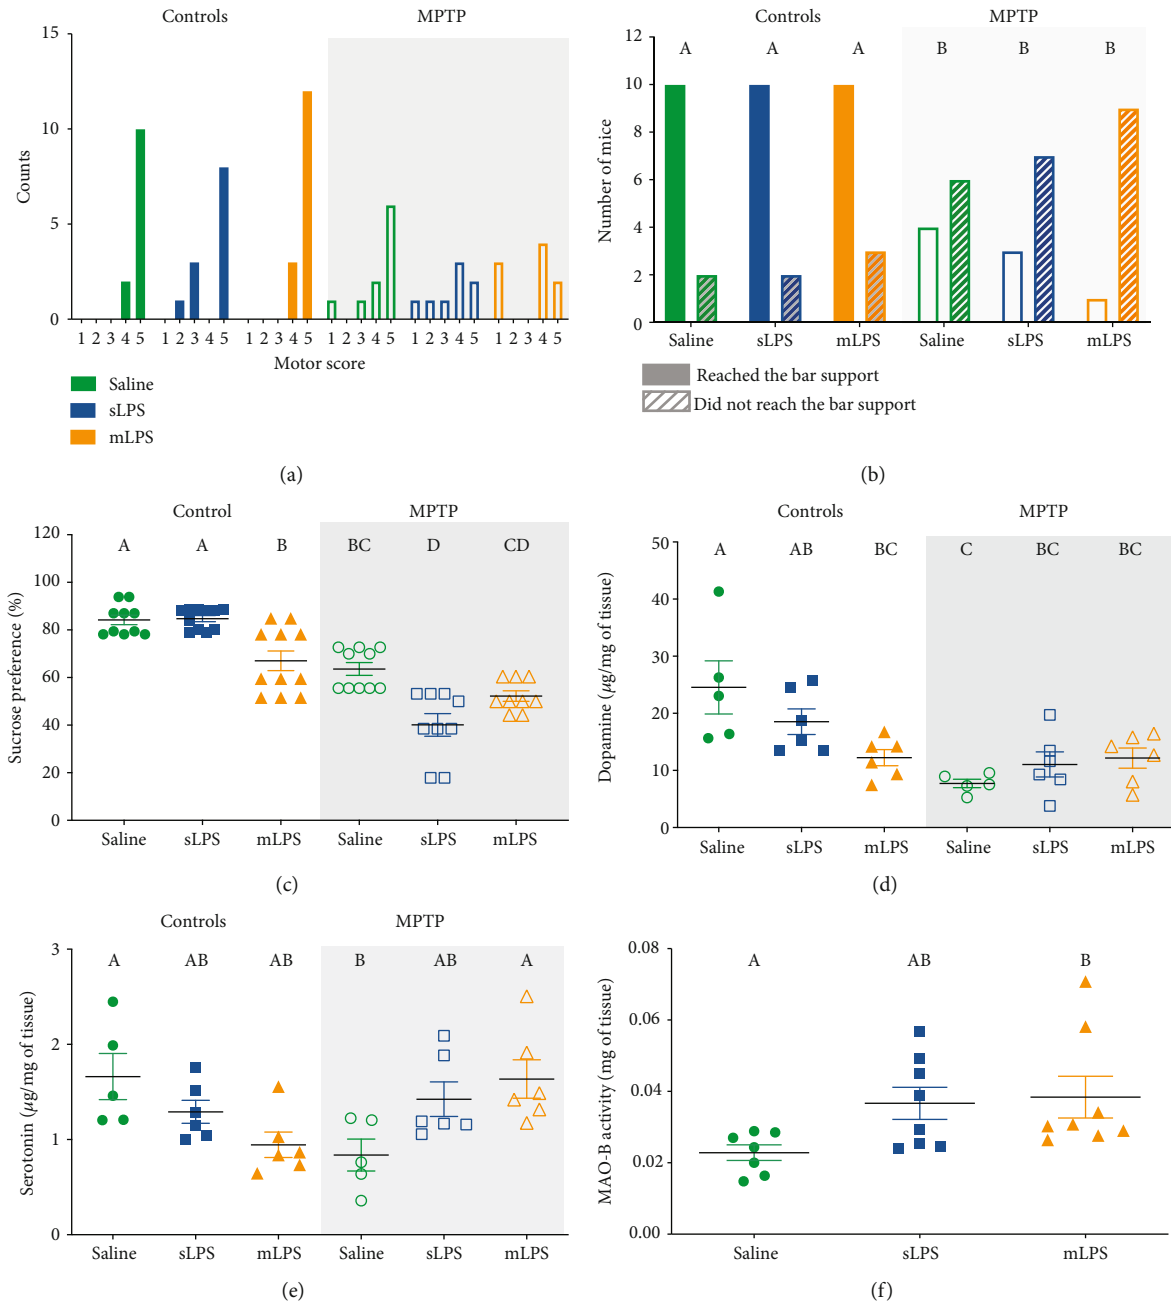 Controls MPTP
15
10
5
0
Counts
1 2 3 4 5 1 2 3 4 5 1 2 3 4 5 1 2 3 4 5 1 2 3 4 5 1 2 3 4 5
Motor score
Saline
sLPS
mLPS
(a)
Controls MPTP
12
10
8
6
4
2
0
Number of mice
A A A B B B
Saline sLPS mLPS Saline sLPS mLPS
Reached the bar support
Did not reach the bar support
(b)
Control MPTP
120
100
80
60
40
20
0
Sucrose preference (%)
A A B BC D CD
Saline sLPS mLPS Saline sLPS mLPS
(c)
Controls MPTP
50
40
30
20
10
0
Dopamine (μg/mg of tissue)
A AB BC C BC BC
Saline sLPS mLPS Saline sLPS mLPS
(d)
Controls MPTP
3
2
1
0
Serotonin (μg/mg of tissue)
A AB AB B AB A
Saline sLPS mLPS Saline sLPS mLPS
(e)
0.08
0.06
0.04
0.02
0.00
MAO-B activity (mg of tissue)
A AB B
Saline sLPS mLPS
(f)